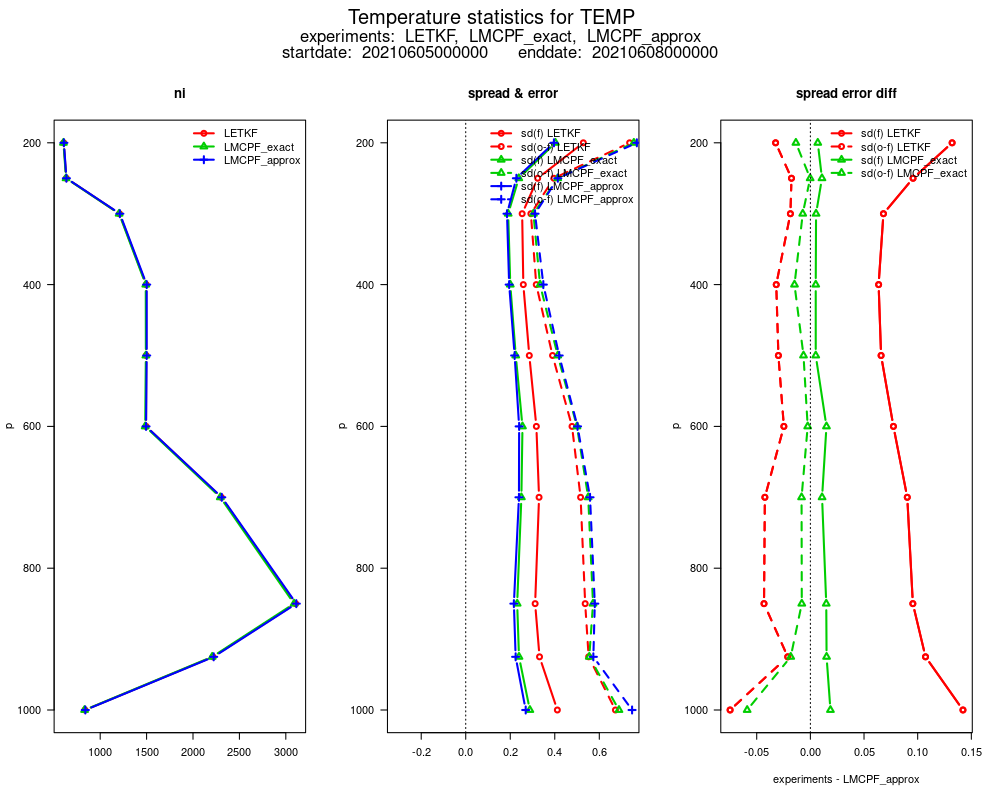 Temperature statistics for TEMP
experiments: LETKF, LMCPF_exact, LMCPF_approx
startdate: 20210605000000 enddate: 20210608000000
ni
LETKF
LMCPF_exact
LMCPF_approx
p
200
400
600
800
1000
1000
1500
2000
2500
3000
spread & error
sd(f) LETKF
sd(o-f) LETKF
sd(f) LMCPF_exact
sd(o-f) LMCPF_exact
sd(f) LMCPF_approx
sd(o-f) LMCPF_approx
p
200
400
600
800
1000
-0.2
0.0
0.2
0.4
0.6
spread error diff
sd(f) LETKF
sd(o-f) LETKF
sd(f) LMCPF_exact
sd(o-f) LMCPF_exact
p
200
400
600
800
1000
-0.05
0.00
0.05
0.10
0.15
experiments - LMCPF_approx